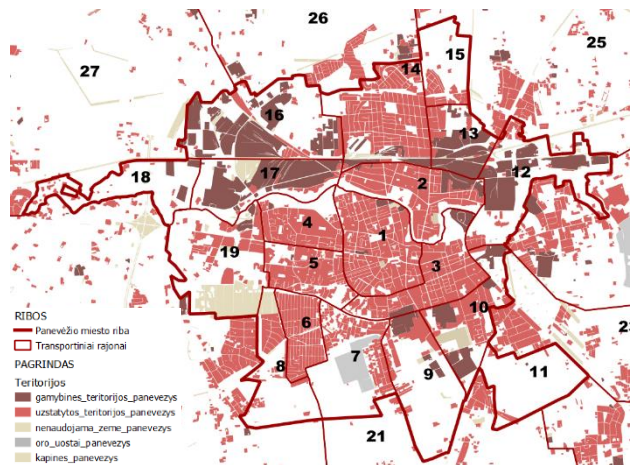 26
25
27
15
14
16
13
12
18
17
2
1
4
19
5
3
6
10
7
8
9
11
21
RIBOS
Panevėžio miesto riba
Transportiniai rajonai
PAGRINDAS
Teritorijos
gamybines_teritorijos_panevezys
uzstatytos_teritorijos_panevezys
nenaudojama_zeme_panevezys
oro_uostai_panevezys
kapines_panevezys